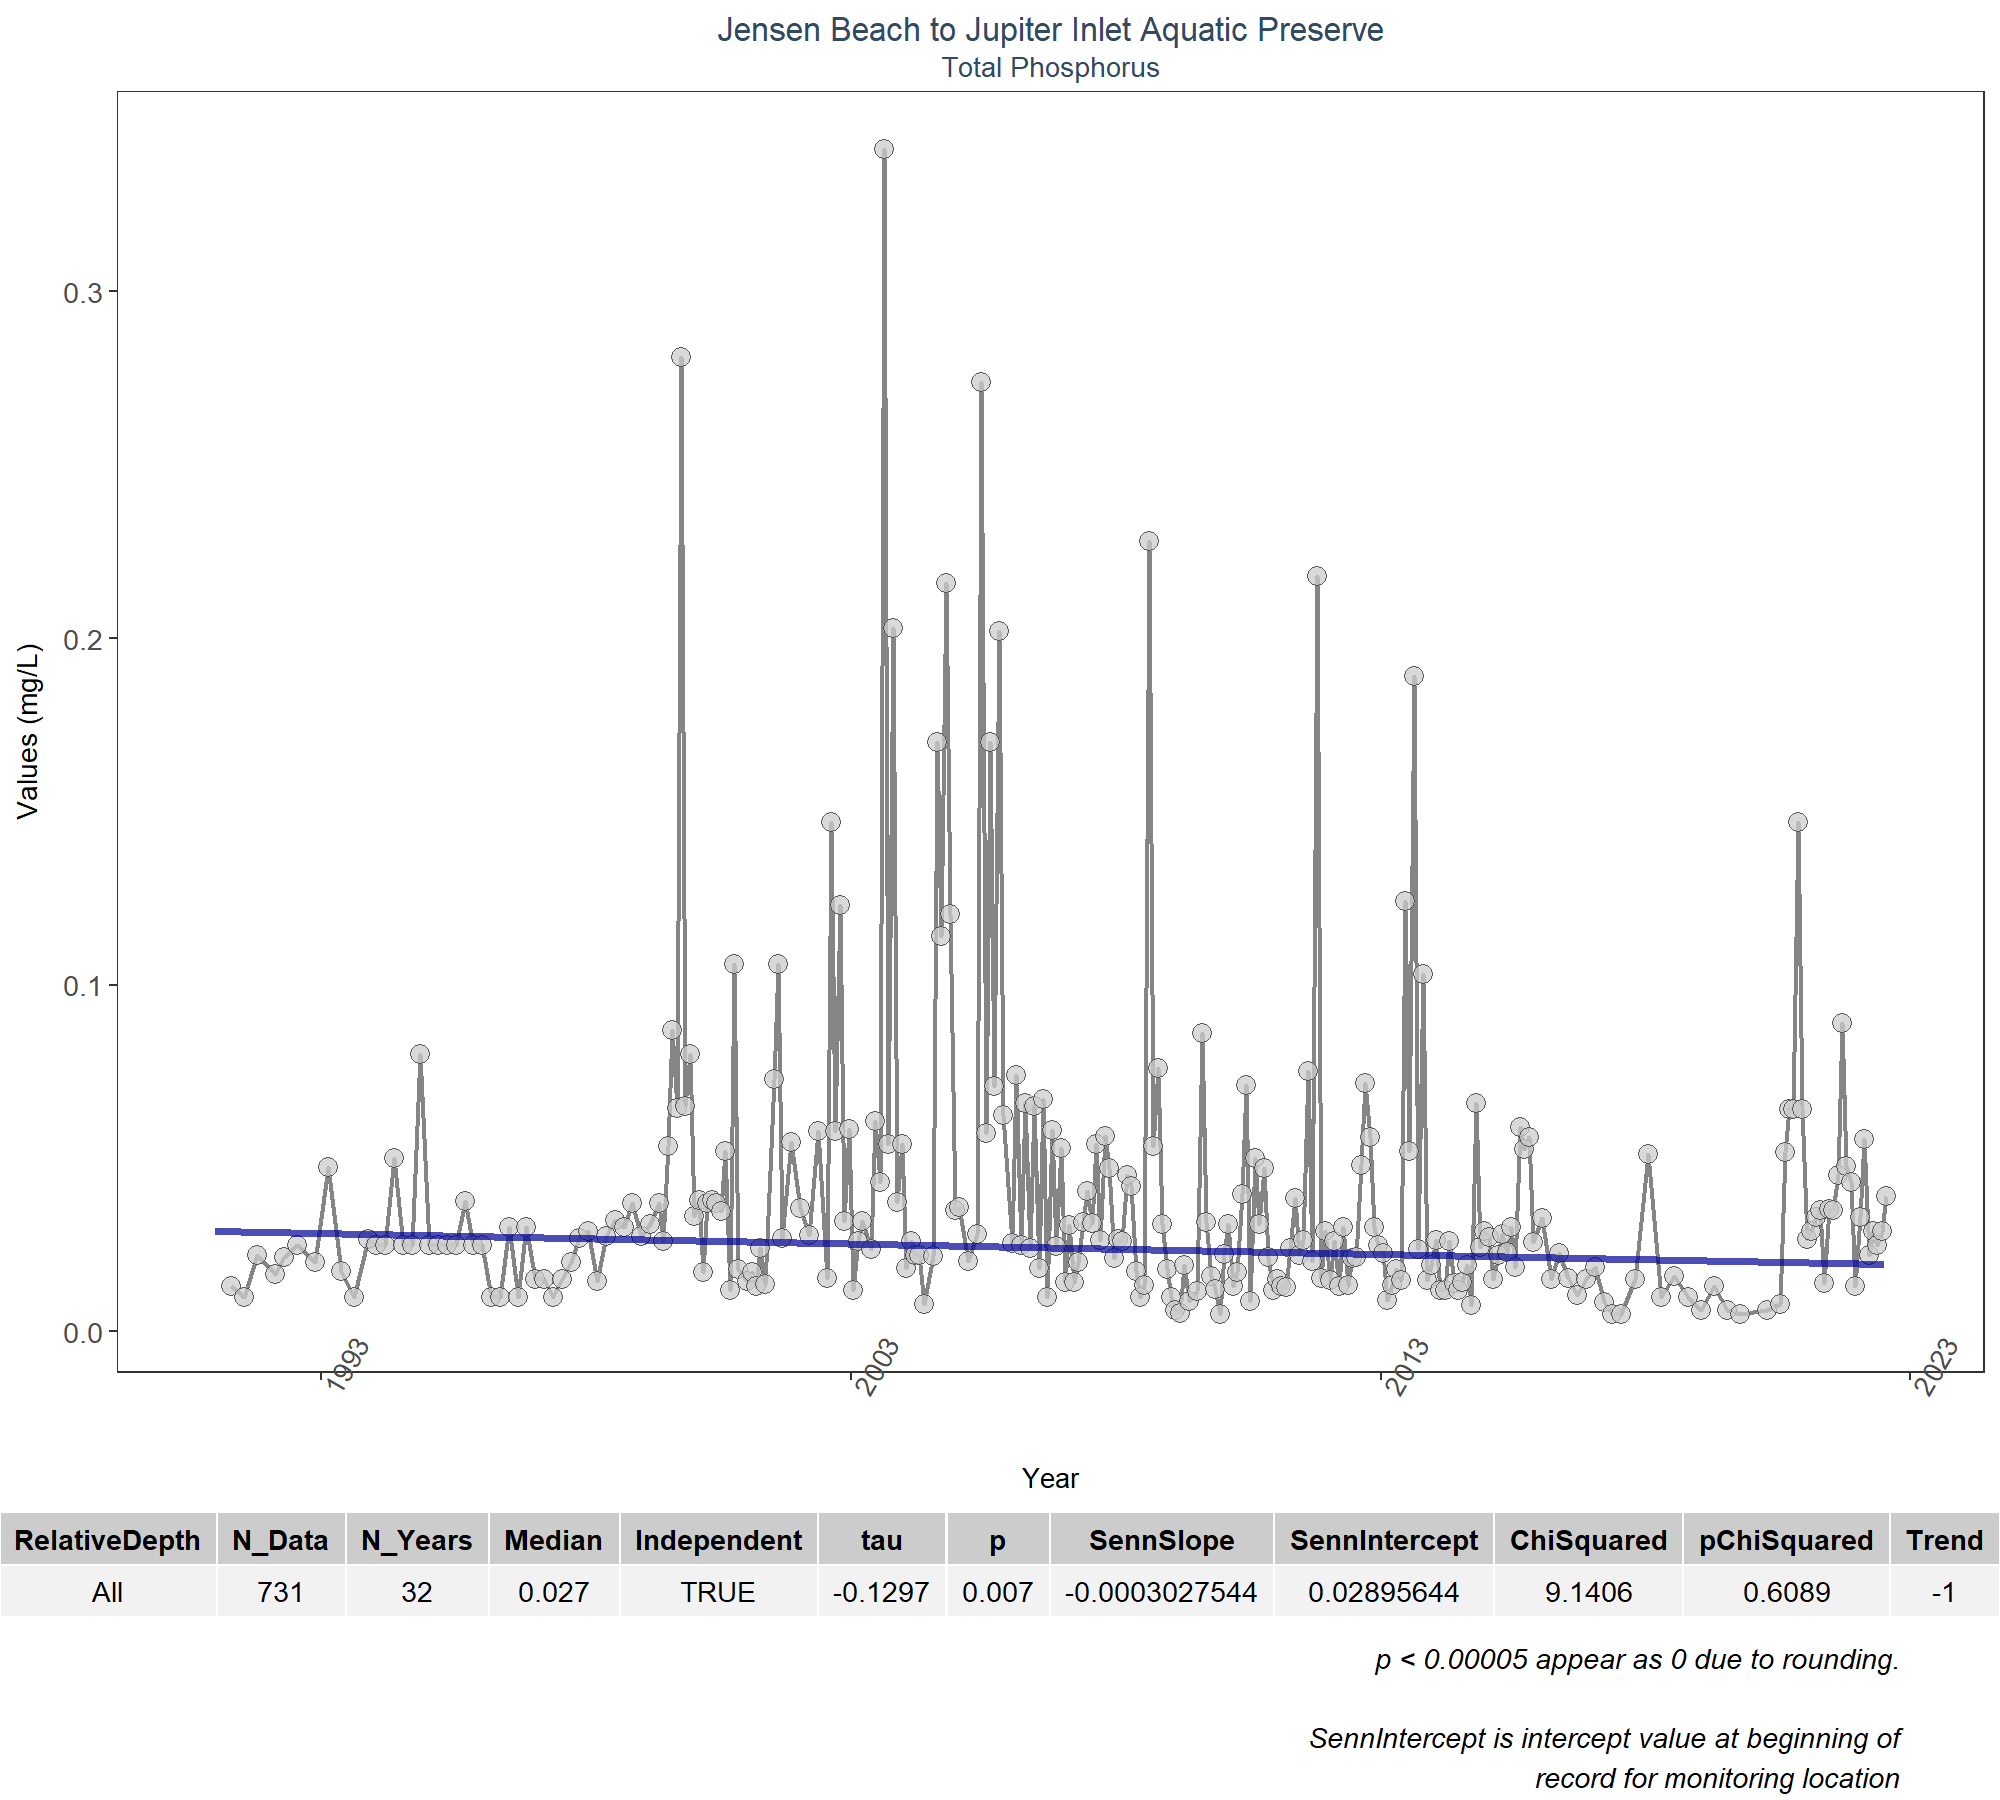 Jensen Beach to Jupiter Inlet Aquatic Preserve
Total Phosphorus
Values (mg/L)
0.3
0.2
0.1
0.0
1993 2003 2013 2023
Year
RelativeDepth N_Data N_Years Median Independent tau p SennSlope SennIntercept ChiSquared pChiSquared Trend
All 731 32 0.027 TRUE -0.1297 0.007 -0.0003027544 0.02895644 9.1406 0.6089 -1
p < 0.00005 appear as 0 due to rounding.
SennIntercept is intercept value at beginning of
record for monitoring location